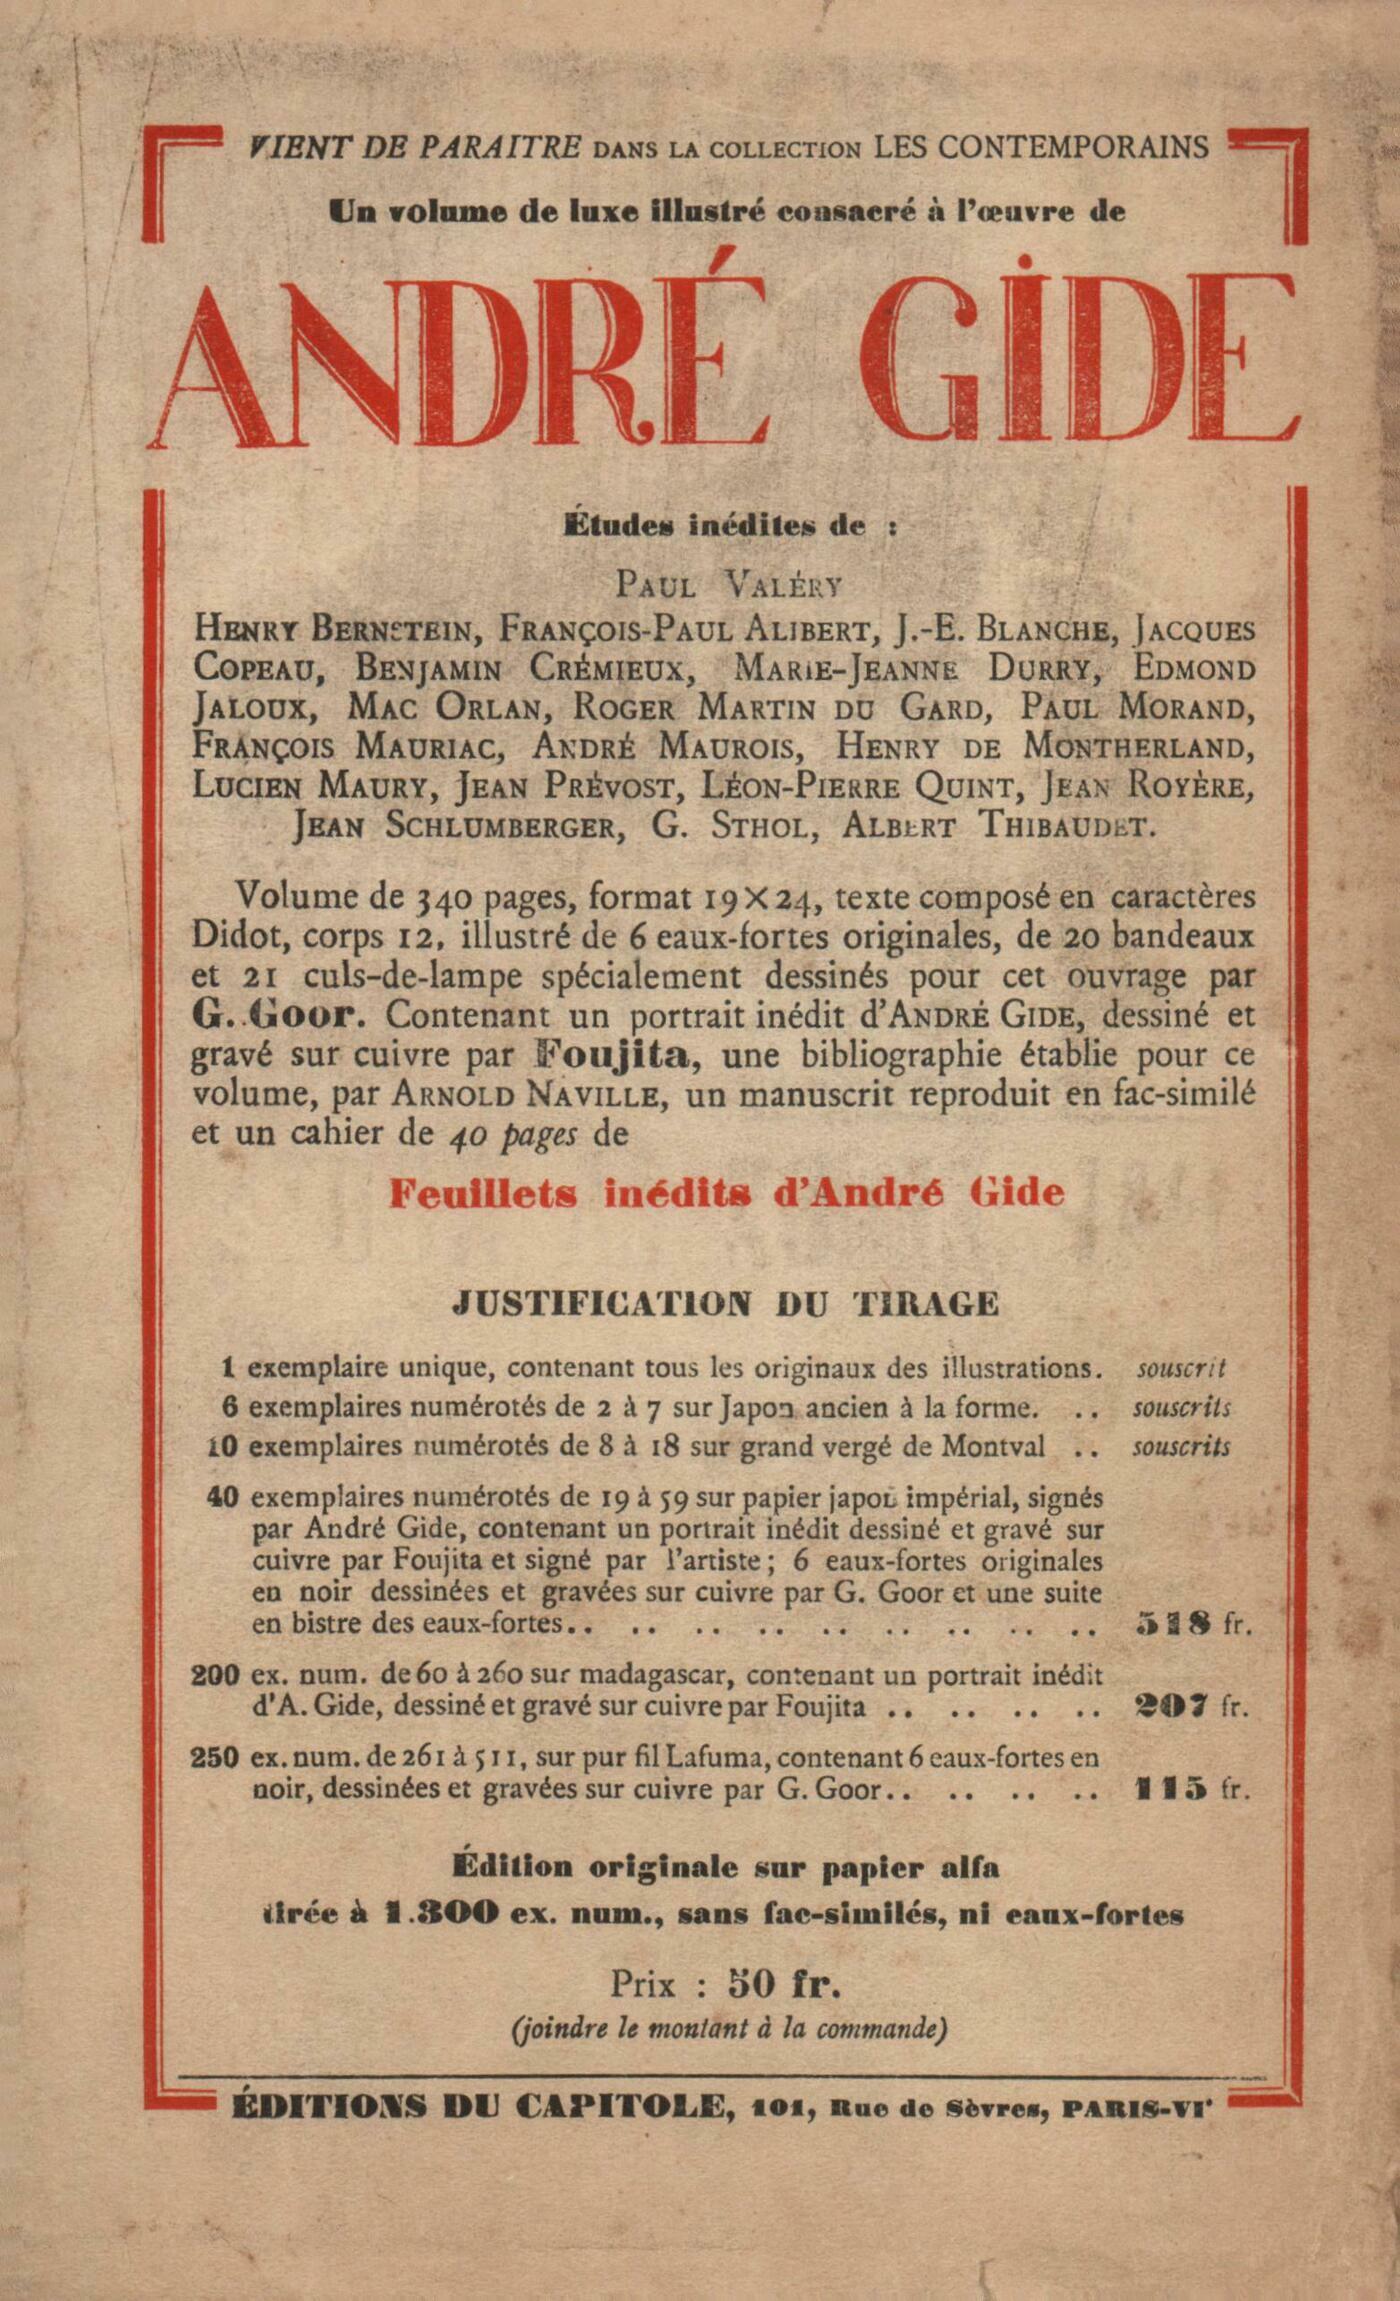 VIENT DE PARAITRE DANS LA COLLECTION LES CONTEMPORAINS
Un volume de luxe illustré consacré à l'œuvre de
ANDRÉ GIDE
Études inédites de :
PAUL VALÉRY
HENRY BERNSTEIN, FRANÇOIS-PAUL ALIBERT, J.-E. BLANCHE, JACQUES
COPEAU, BENJAMIN CRÉMIEUX, MARIE-JEANNE DURRY, EDMOND
JALOUX, MAC ORLAN, ROGER MARTIN DU GARD, PAUL MORAND,
FRANÇOIS MAURIAC, ANDRÉ MAUROIS, HENRY DE MONTHERLAND,
LUCIEN MAURY, JEAN PRÉVOST, LÉON-PIERRE QUINT, JEAN ROYÈRE,
JEAN SCHLUMBERGER, G. STHOL, ALBERT THIBAUDET.
Volume de 340 pages, format 19×24, texte composé en caractères
Didot, corps 12, illustré de 6 eaux-fortes originales, de 20 bandeaux
et 21 culs-de-lampe spécialement dessinés pour cet ouvrage par
G. Goor. Contenant un portrait inédit d'ANDRÉ GIDE, dessiné et
gravé sur cuivre par Foujita, une bibliographie établie pour ce
volume, par ARNOLD NAVILLE, un manuscrit reproduit en fac-similé
et un cahier de 40 pages de
Feuillets inédits d'André Gide
JUSTIFICATION DU TIRAGE
1 exemplaire unique, contenant tous les originaux des illustrations. souscrit
6 exemplaires numérotés de 2 à 7 sur Japon ancien à la forme. .. souscrits
10 exemplaires numérotés de 8 à 18 sur grand vergé de Montval .. souscrits
40 exemplaires numérotés de 19 à 59 sur papier japon impérial, signés
par André Gide, contenant un portrait inédit dessiné et gravé sur
cuivre par Foujita et signé par l'artiste ; 6 eaux-fortes originales
en noir dessinées et gravées sur cuivre par G. Goor et une suite
en bistre des eaux-fortes.. .. .. .. .. .. .. .. .. 518 fr.
200 ex. num. de 60 à 260 sur madagascar, contenant un portrait inédit
d'A. Gide, dessiné et gravé sur cuivre par Foujita .. .. .. .. 207 fr.
250 ex. num. de 261 à 511, sur pur fil Lafuma, contenant 6 eaux-fortes en
noir, dessinées et gravées sur cuivre par G. Goor.. .. .. .. 115 fr.
Édition originale sur papier alfa
tirée à 1.300 ex. num., sans fac-similés, ni eaux-fortes
Prix : 50 fr.
(joindre le montant à la commande)
ÉDITIONS DU CAPITOLE, 101, Rue de Sèvres, PARIS-VIᵉ